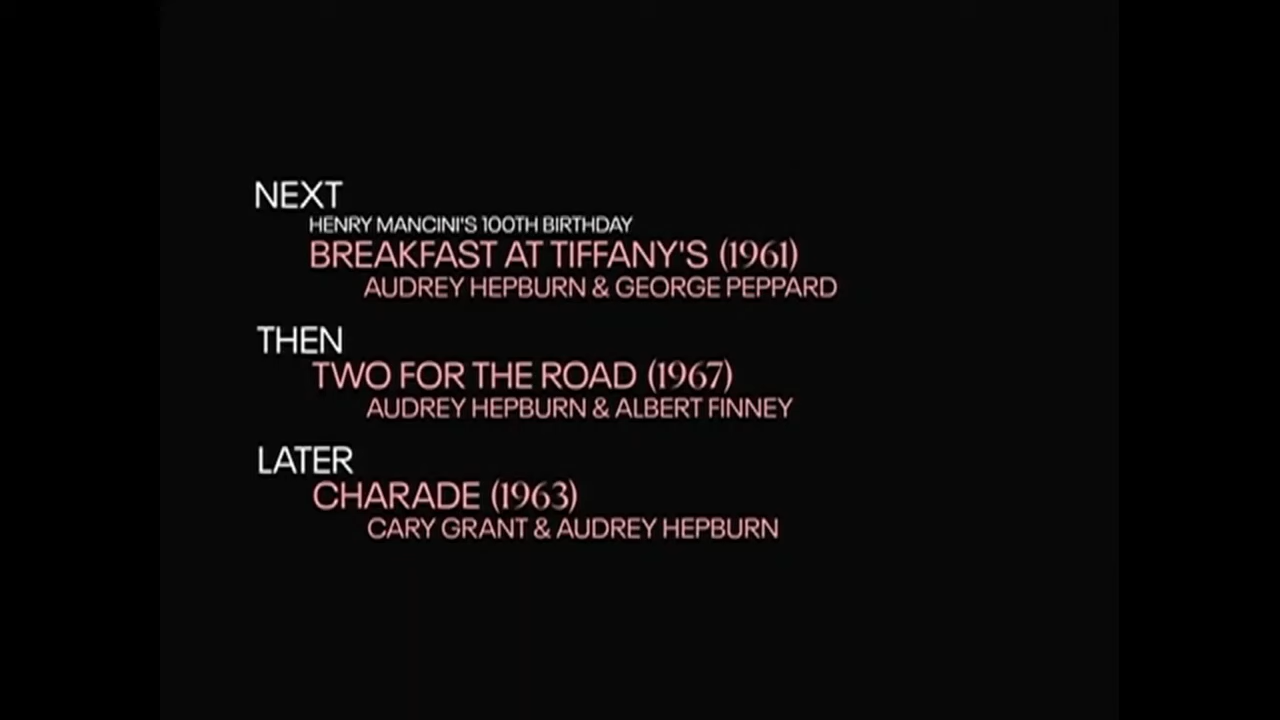 NEXT
HENRY MANCINI'S 100TH BIRTHDAY
BREAKFAST AT TIFFANY'S (1961)
AUDREY HEPBURN & GEORGE PEPPARD
THEN
TWO FOR THE ROAD (1967)
AUDREY HEPBURN & ALBERT FINNEY
LATER
CHARADE (1963)
CARY GRANT & AUDREY HEPBURN